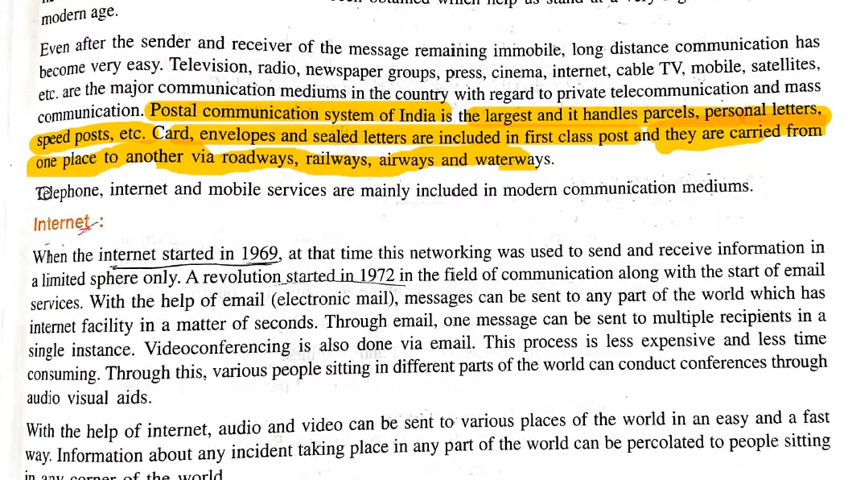 modern age.
Even after the sender and receiver of the message remaining immobile, long distance communication has
become very easy. Television, radio, newspaper groups, press, cinema, internet, cable TV, mobile, satellites,
etc. are the major communication mediums in the country with regard to private telecommunication and mass
communication. Postal communication system of India is the largest and it handles parcels, personal letters,
speed posts, etc. Card, envelopes and sealed letters are included in first class post and they are carried from
one place to another via roadways, railways, airways and waterways.
Telephone, internet and mobile services are mainly included in modern communication mediums.
Internet :
When the internet started in 1969, at that time this networking was used to send and receive information in
a limited sphere only. A revolution started in 1972 in the field of communication along with the start of email
services. With the help of email (electronic mail), messages can be sent to any part of the world which has
internet facility in a matter of seconds. Through email, one message can be sent to multiple recipients in a
single instance. Videoconferencing is also done via email. This process is less expensive and less time
consuming. Through this, various people sitting in different parts of the world can conduct conferences through
audio visual aids.
With the help of internet, audio and video can be sent to various places of the world in an easy and a fast
way. Information about any incident taking place in any part of the world can be percolated to people sitting
in any corner of the world